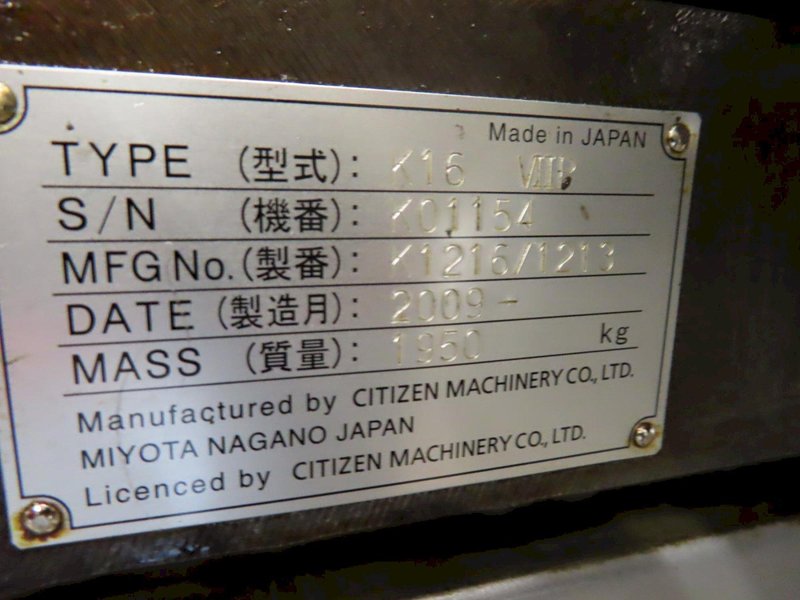 Made in JAPAN
TYPE (型式): K16 VIIP
S/N (機番): K01154
MFG No. (製番): K1216/1213
DATE (製造月): 2009-
MASS (質量): 1950 kg
Manufactured by CITIZEN MACHINERY CO., LTD.
MIYOTA NAGANO JAPAN
Licenced by CITIZEN MACHINERY CO., LTD.